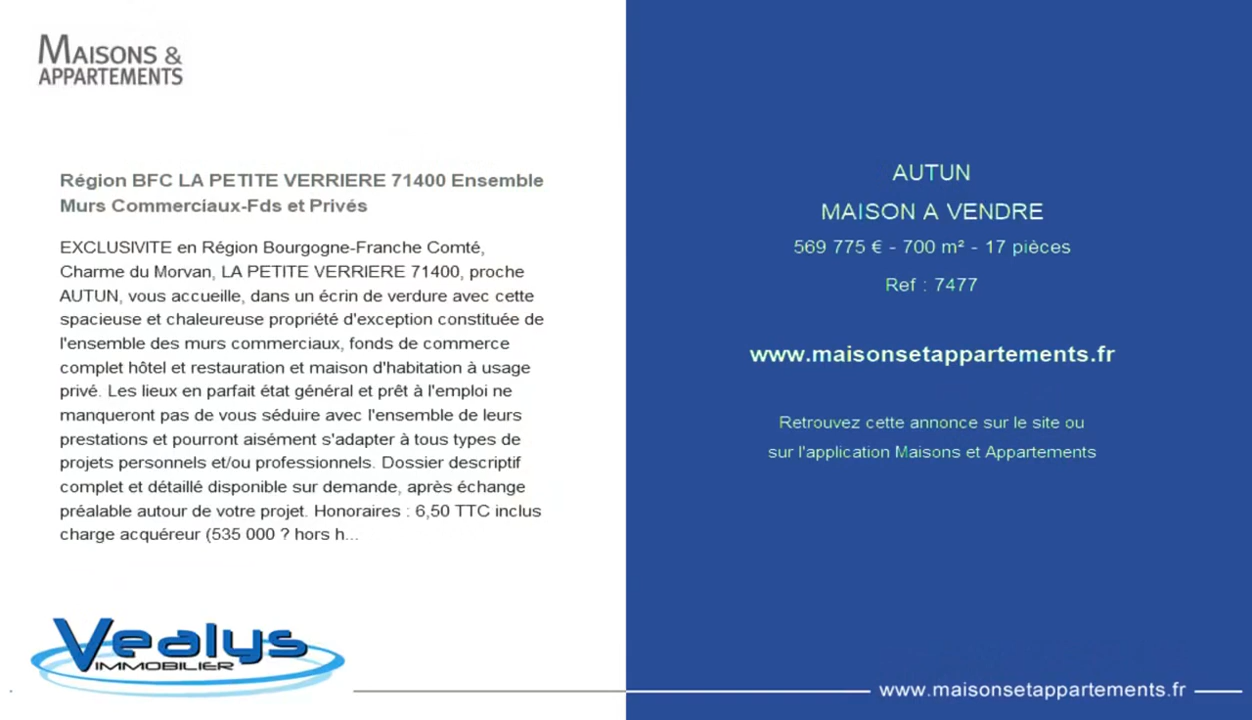 MAISONS &
APPARTEMENTS
Région BFC LA PETITE VERRIERE 71400 Ensemble
Murs Commerciaux-Fds et Privés
EXCLUSIVITE en Région Bourgogne-Franche Comté,
Charme du Morvan, LA PETITE VERRIERE 71400, proche
AUTUN, vous accueille, dans un écrin de verdure avec cette
spacieuse et chaleureuse propriété d'exception constituée de
l'ensemble des murs commerciaux, fonds de commerce
complet hôtel et restauration et maison d'habitation à usage
privé. Les lieux en parfait état général et prêt à l'emploi ne
manqueront pas de vous séduire avec l'ensemble de leurs
prestations et pourront aisément s'adapter à tous types de
projets personnels et/ou professionnels. Dossier descriptif
complet et détaillé disponible sur demande, après échange
préalable autour de votre projet. Honoraires : 6,50 TTC inclus
charge acquéreur (535 000 ? hors h...
Vealys
IMMOBILIER
AUTUN
MAISON A VENDRE
569 775 € - 700 m² - 17 pièces
Ref : 7477
www.maisonsetappartements.fr
Retrouvez cette annonce sur le site ou
sur l'application Maisons et Appartements
www.maisonsetappartements.fr